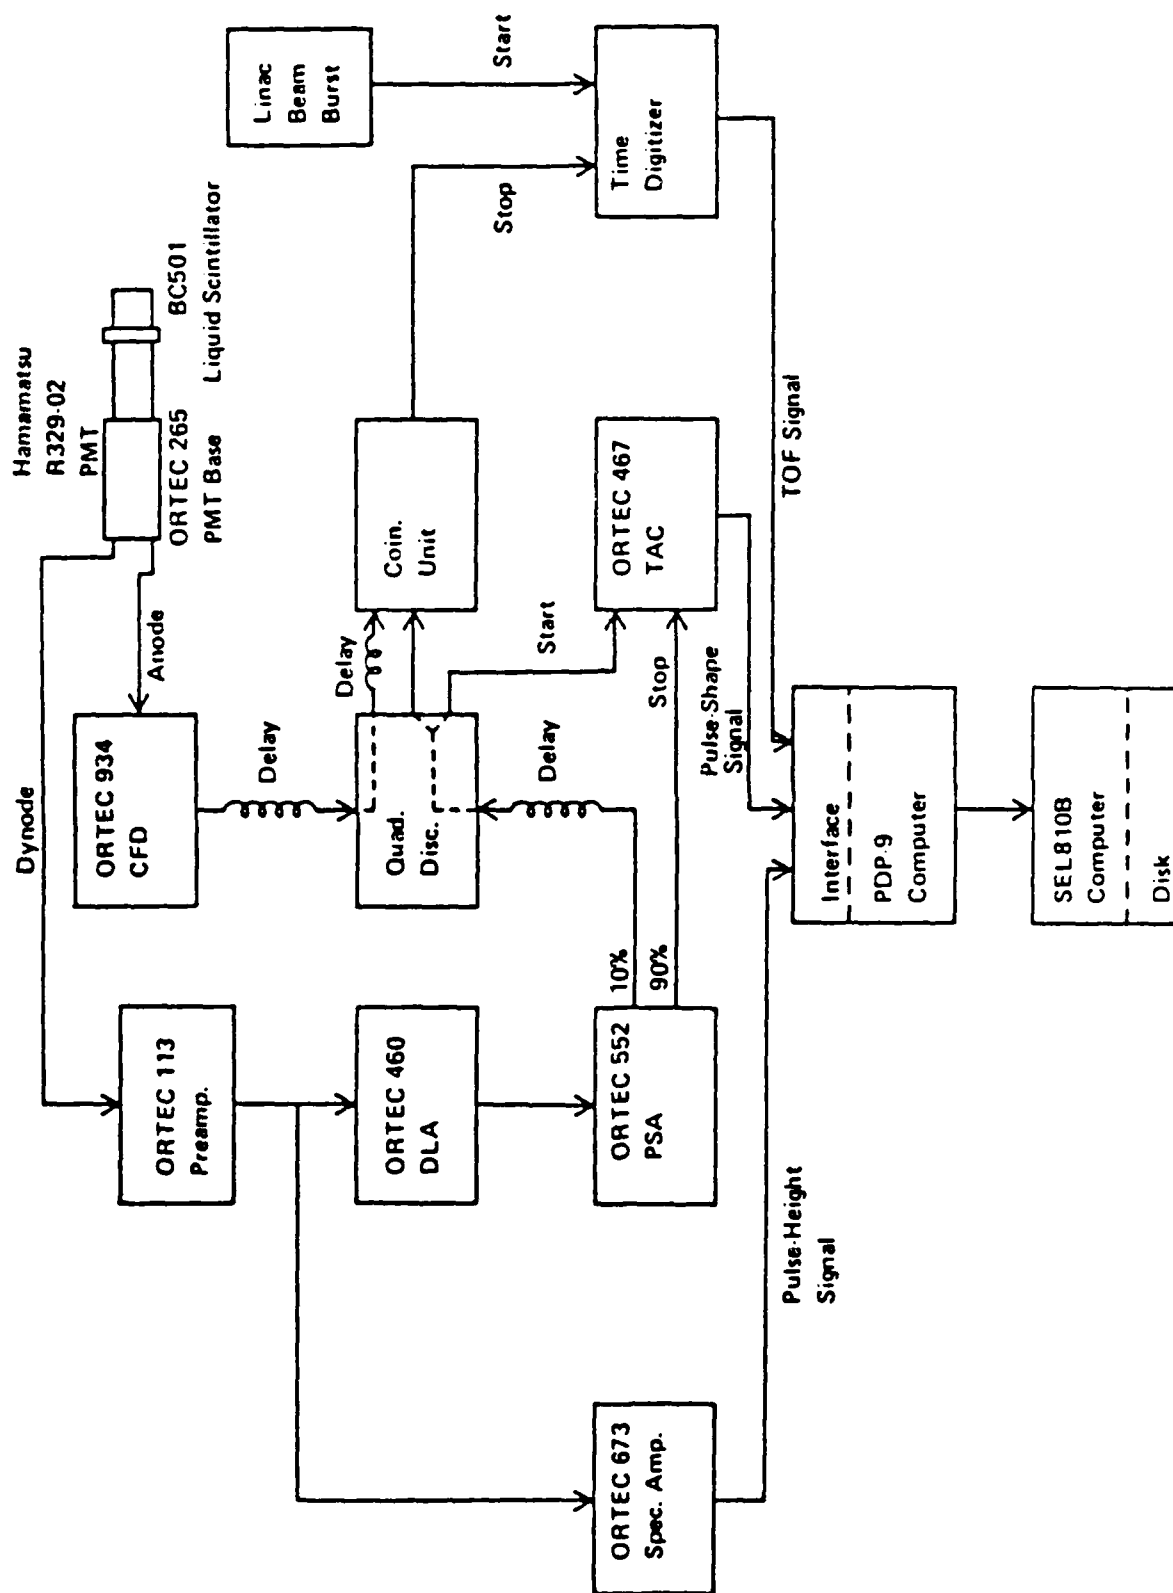 Hamamatsu
R329-02
PMT
ORTEC 265
PMT Base
BC501
Liquid Scintillator
Dynode
Anode
ORTEC 113
Preamp.
ORTEC 934
CFD
Linac
Beam
Burst
Delay
Delay
Start
Stop
ORTEC 460
DLA
Quad.
Disc.
Coin.
Unit
Delay
Start
Stop
10%
90%
ORTEC 673
Spec. Amp.
ORTEC 552
PSA
ORTEC 467
TAC
Time
Digitizer
Pulse-Height
Signal
Pulse-Shape
Signal
TOF Signal
Interface
PDP-9
Computer
SEL810B
Computer
Disk